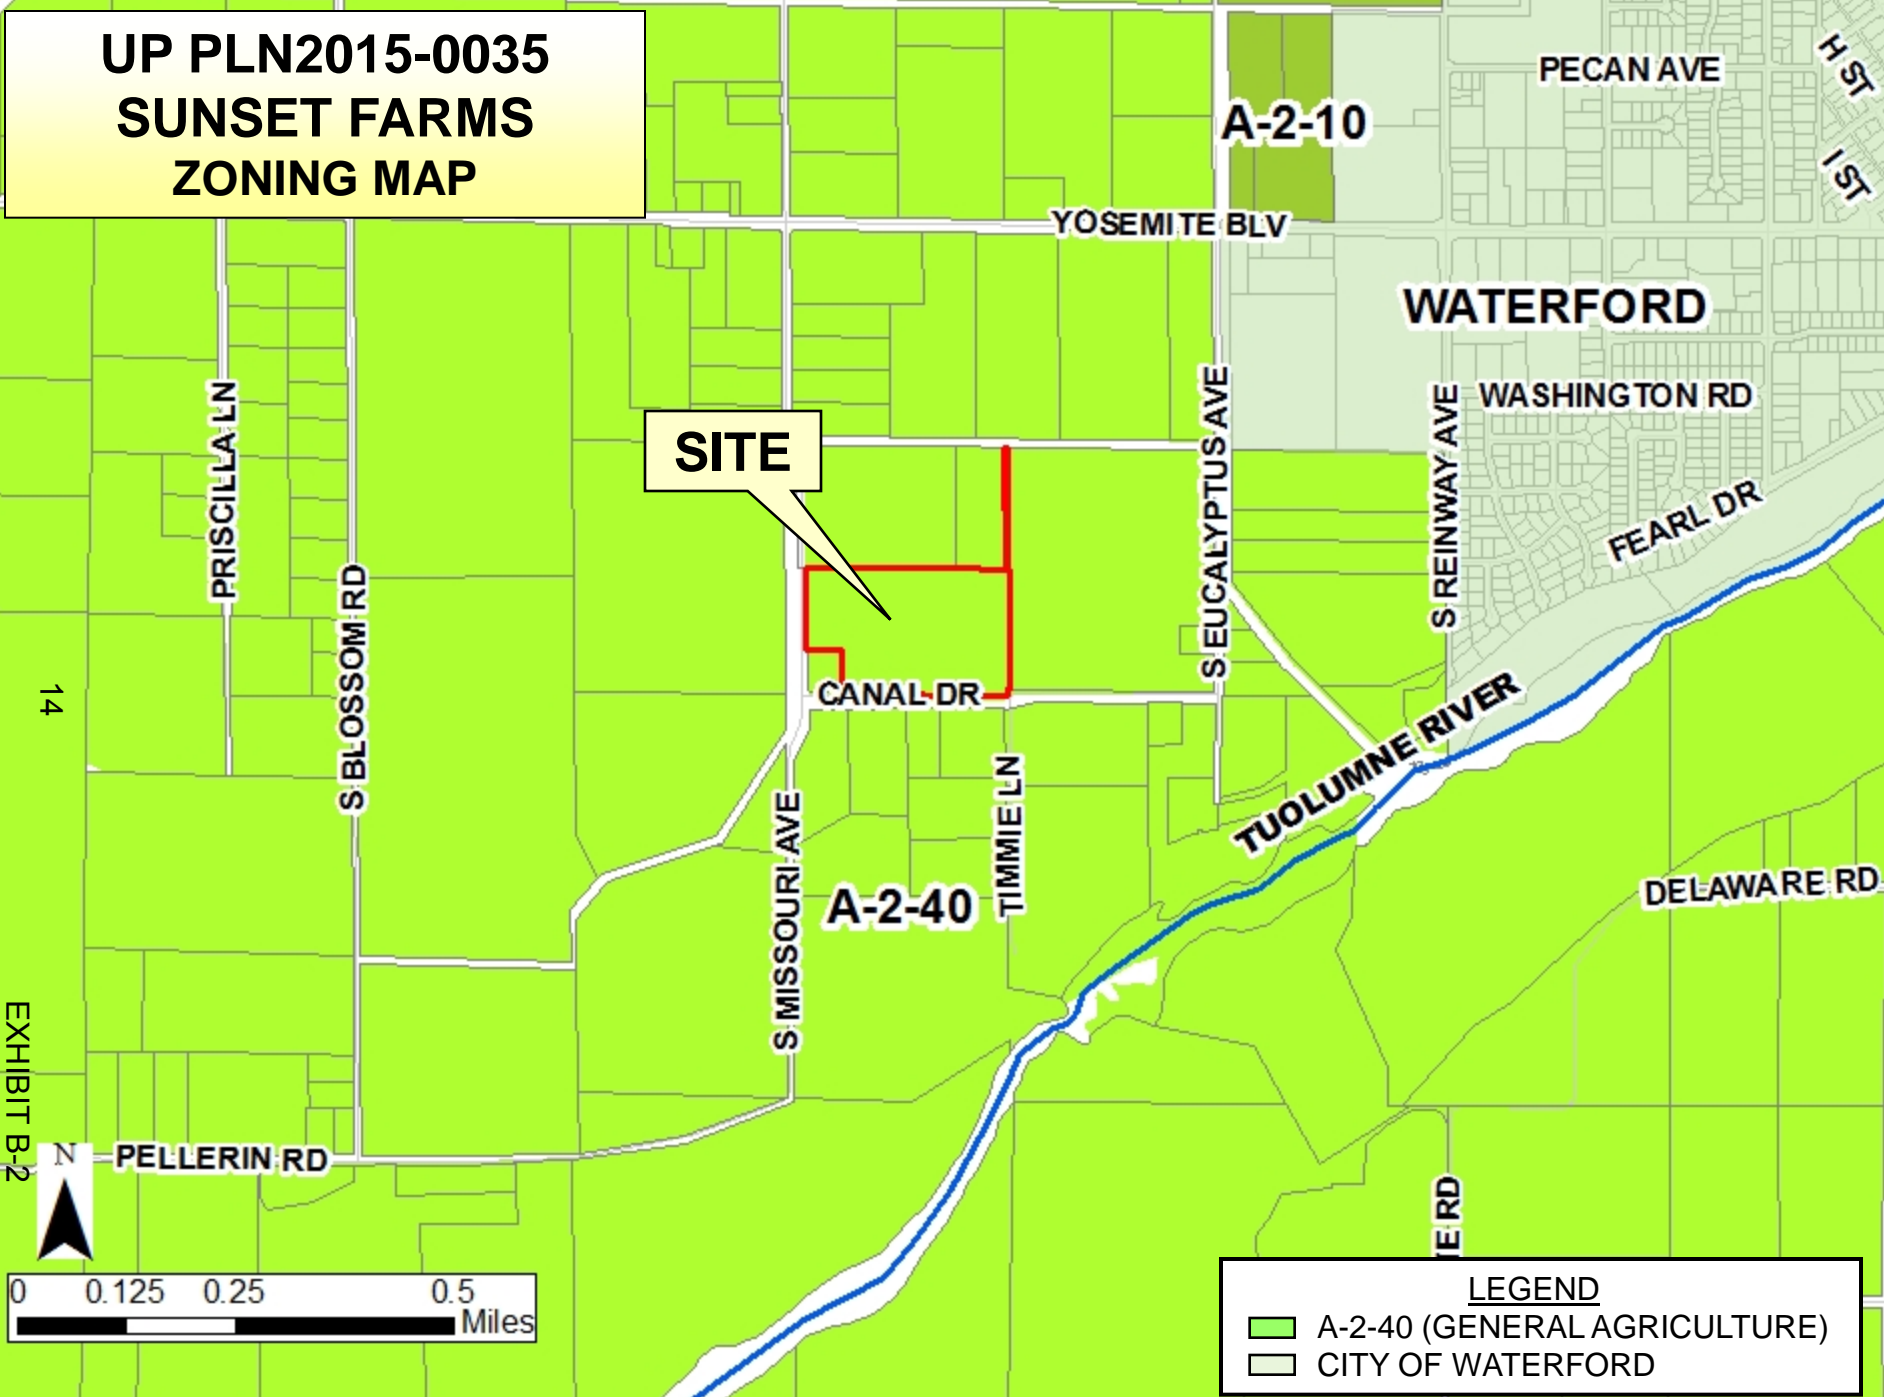 UP PLN2015-0035
SUNSET FARMS
ZONING MAP
PECAN AVE
H ST
I ST
A-2-10
YOSEMITE BLV
WATERFORD
WASHINGTON RD
PRISCILLA LN
S BLOSSOM RD
SITE
S EUCALYPTUS AVE
S REINWAY AVE
FEARL DR
CANAL DR
TUOLUMNE RIVER
S MISSOURI AVE
TIMMIE LN
A-2-40
DELAWARE RD
14
EXHIBIT B-2
N
PELLERIN RD
IE RD
0 0.125 0.25 0.5
Miles
LEGEND
A-2-40 (GENERAL AGRICULTURE)
CITY OF WATERFORD